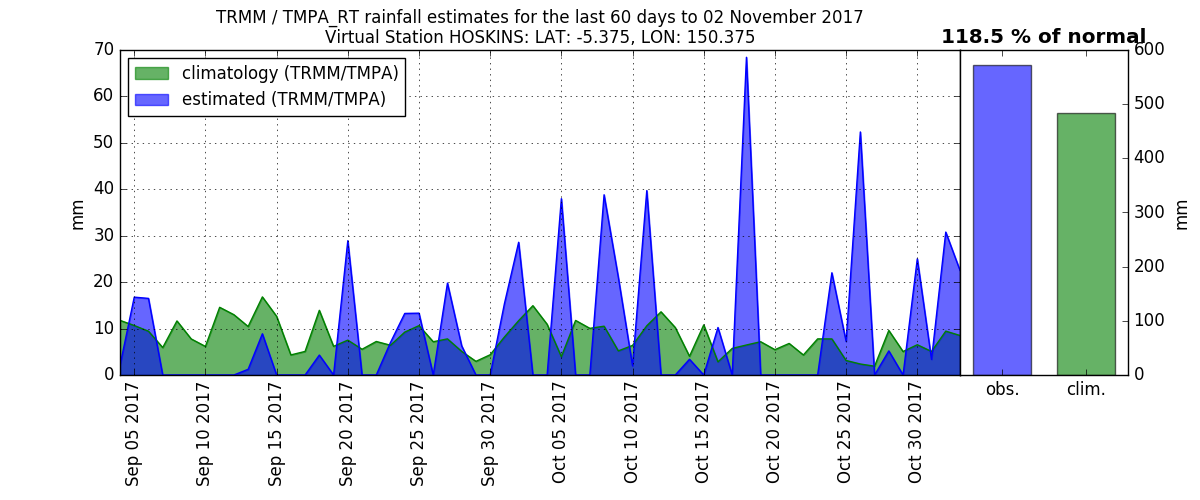 TRMM / TMPA_RT rainfall estimates for the last 60 days to 02 November 2017
Virtual Station HOSKINS: LAT: -5.375, LON: 150.375
118.5 % of normal
climatology (TRMM/TMPA)
estimated (TRMM/TMPA)
70
60
50
40
30
20
10
0
mm
600
500
400
300
200
100
0
mm
Sep 05 2017
Sep 10 2017
Sep 15 2017
Sep 20 2017
Sep 25 2017
Sep 30 2017
Oct 05 2017
Oct 10 2017
Oct 15 2017
Oct 20 2017
Oct 25 2017
Oct 30 2017
obs.
clim.